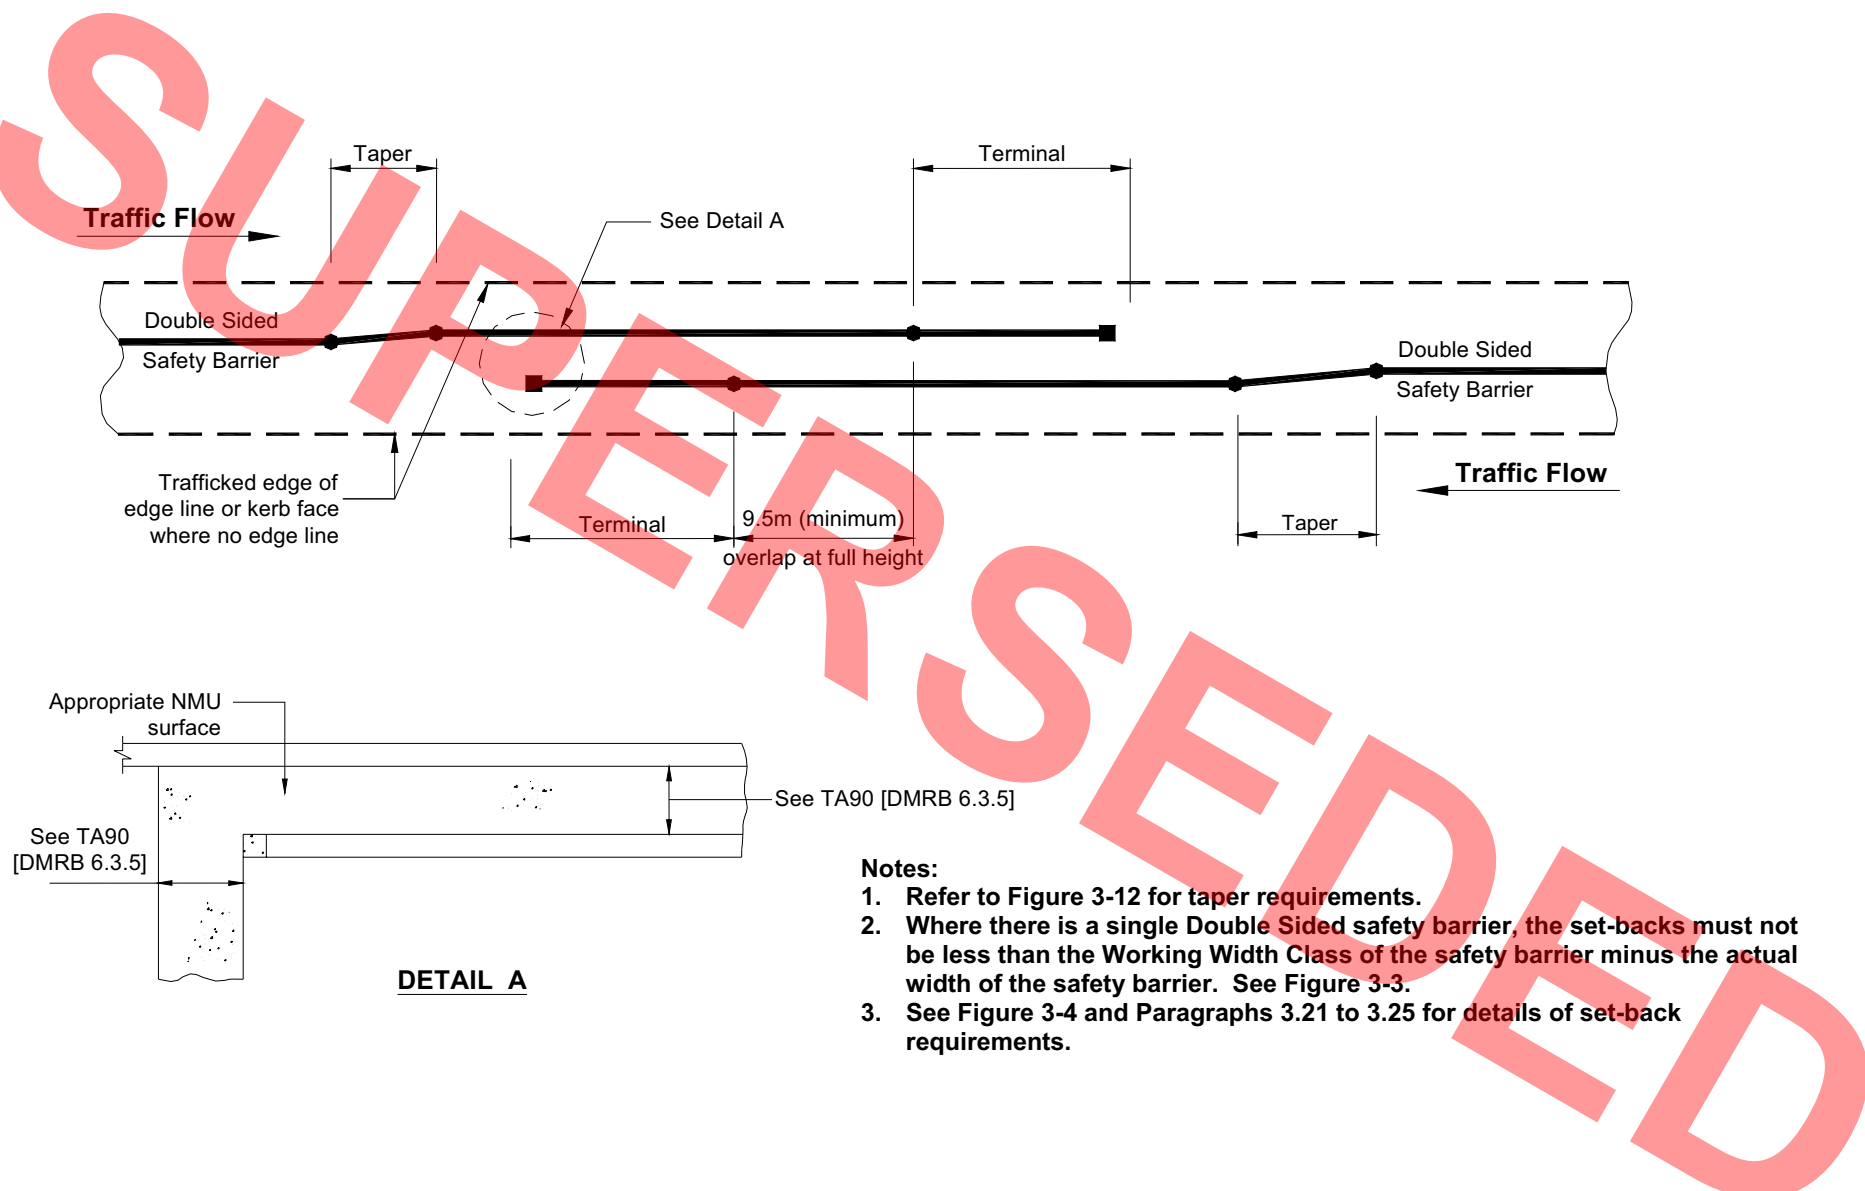 Taper
Terminal
Traffic Flow
See Detail A
Double Sided
Safety Barrier
Double Sided
Safety Barrier
Trafficked edge of
edge line or kerb face
where no edge line
Traffic Flow
Terminal
9.5m (minimum)
overlap at full height
Taper
Appropriate NMU
surface
See TA90 [DMRB 6.3.5]
See TA90
[DMRB 6.3.5]
DETAIL A
Notes:
1. Refer to Figure 3-12 for taper requirements.
2. Where there is a single Double Sided safety barrier, the set-backs must not
be less than the Working Width Class of the safety barrier minus the actual
width of the safety barrier. See Figure 3-3.
3. See Figure 3-4 and Paragraphs 3.21 to 3.25 for details of set-back
requirements.
SUPERSEDED